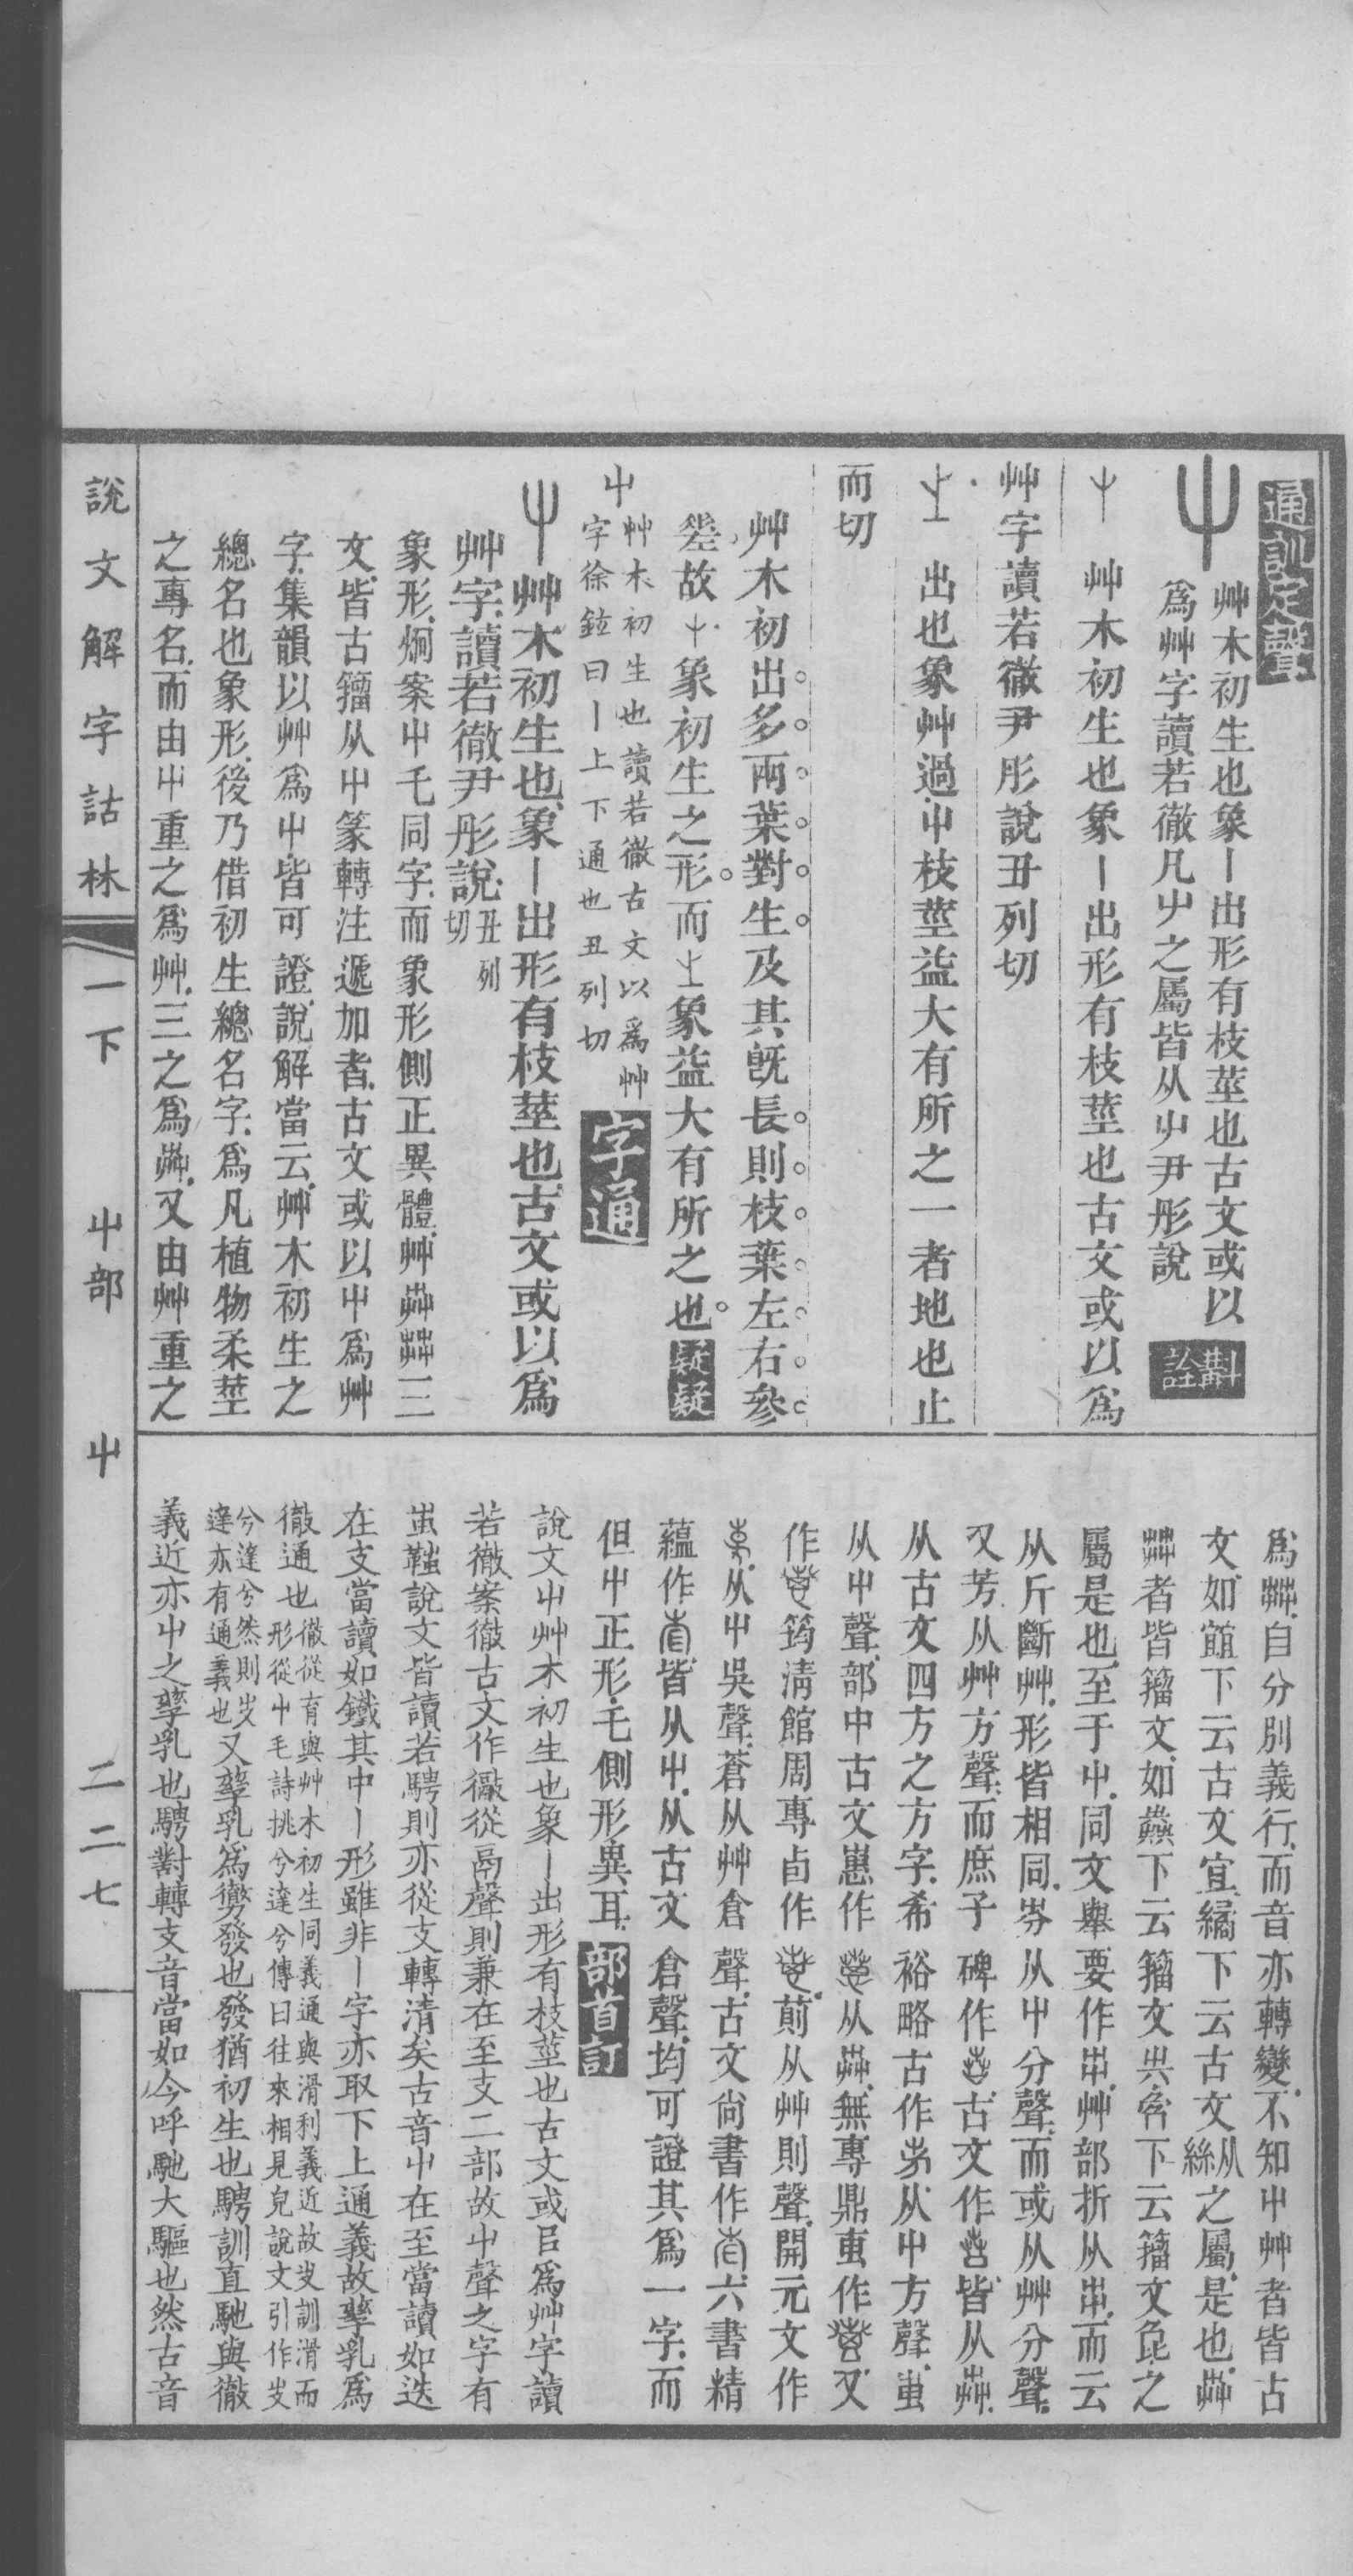 通訓定聲
屮
艸木初生也象丨出形有枝莖也古文或以
爲艸字讀若徹凡屮之屬皆从屮尹彤說
斠詮
屮 艸木初生也象丨出形有枝莖也古文或以爲
艸字讀若徹尹彤說丑列切
㞢 出也象艸過屮枝莖益大有所之一者地也止
而切
艸木初出多兩葉對生及其旣長則枝葉左右參
差故屮象初生之形而㞢象益大有所之也
疑疑
屮
艸木初生也讀若徹古文以爲艸
字徐鉉曰丨上下通也丑列切
字通
屮艸木初生也象丨出形有枝莖也古文或以爲
艸字讀若徹尹彤說丑列切
象形炯案屮乇同字而象形側正異體艸芔茻三
文皆古籀从屮篆轉注遞加者古文或以屮爲艸
字集韻以艸爲屮皆可證說解當云艸木初生之
總名也象形後乃借初生總名字爲凡植物柔莖
之專名而由屮重之爲艸三之爲芔又由艸重之
爲茻自分別義行而音亦轉變不知屮艸者皆古
文如䜩下云古文宜繘下云古文从絲之屬是也茻
茻者皆籀文如下云籀文下云籀文之
屬是也至于屮同文舉要作艸部折从而云
从斤斷艸形皆相同岑从屮分聲而或从艸分聲
又芳从艸方聲而庶子碑作古文作皆从茻
从古文四方之方字希裕略古作从屮方聲
从屮聲部中古文作从茻無專鼎作又
作筠淸館周專卣作萴从艸則聲開元文作
从屮吳聲蒼从艸倉聲古文尚書作六書精
蘊作皆从屮从古文倉聲均可證其爲一字而
但屮正形乇側形異耳
部首訂
說文屮艸木初生也象丨出形有枝莖也古文或㠯爲艸字讀
若徹案徹古文作從鬲聲則兼在至支二部故屮聲之字有
蚩說文皆讀若騁則亦從支轉清矣古音屮在至當讀如迭
在支當讀如鐵其中丨形雖非丨字亦取下上通義故孳乳爲
徹通也
徹從育與艸木初生同義通與滑利義近故㞮訓滑而
形從屮毛詩挑兮達兮傳曰往來相見皃說文引作㞮
兮達兮然則㞮
達亦有通義也
又孳乳爲發也發猶初生也騁訓直馳與徹
義近亦屮之孳乳也騁對轉支音當如今呼馳大驅也然古音
說文解字詁林
一下
屮部
屮
二二七